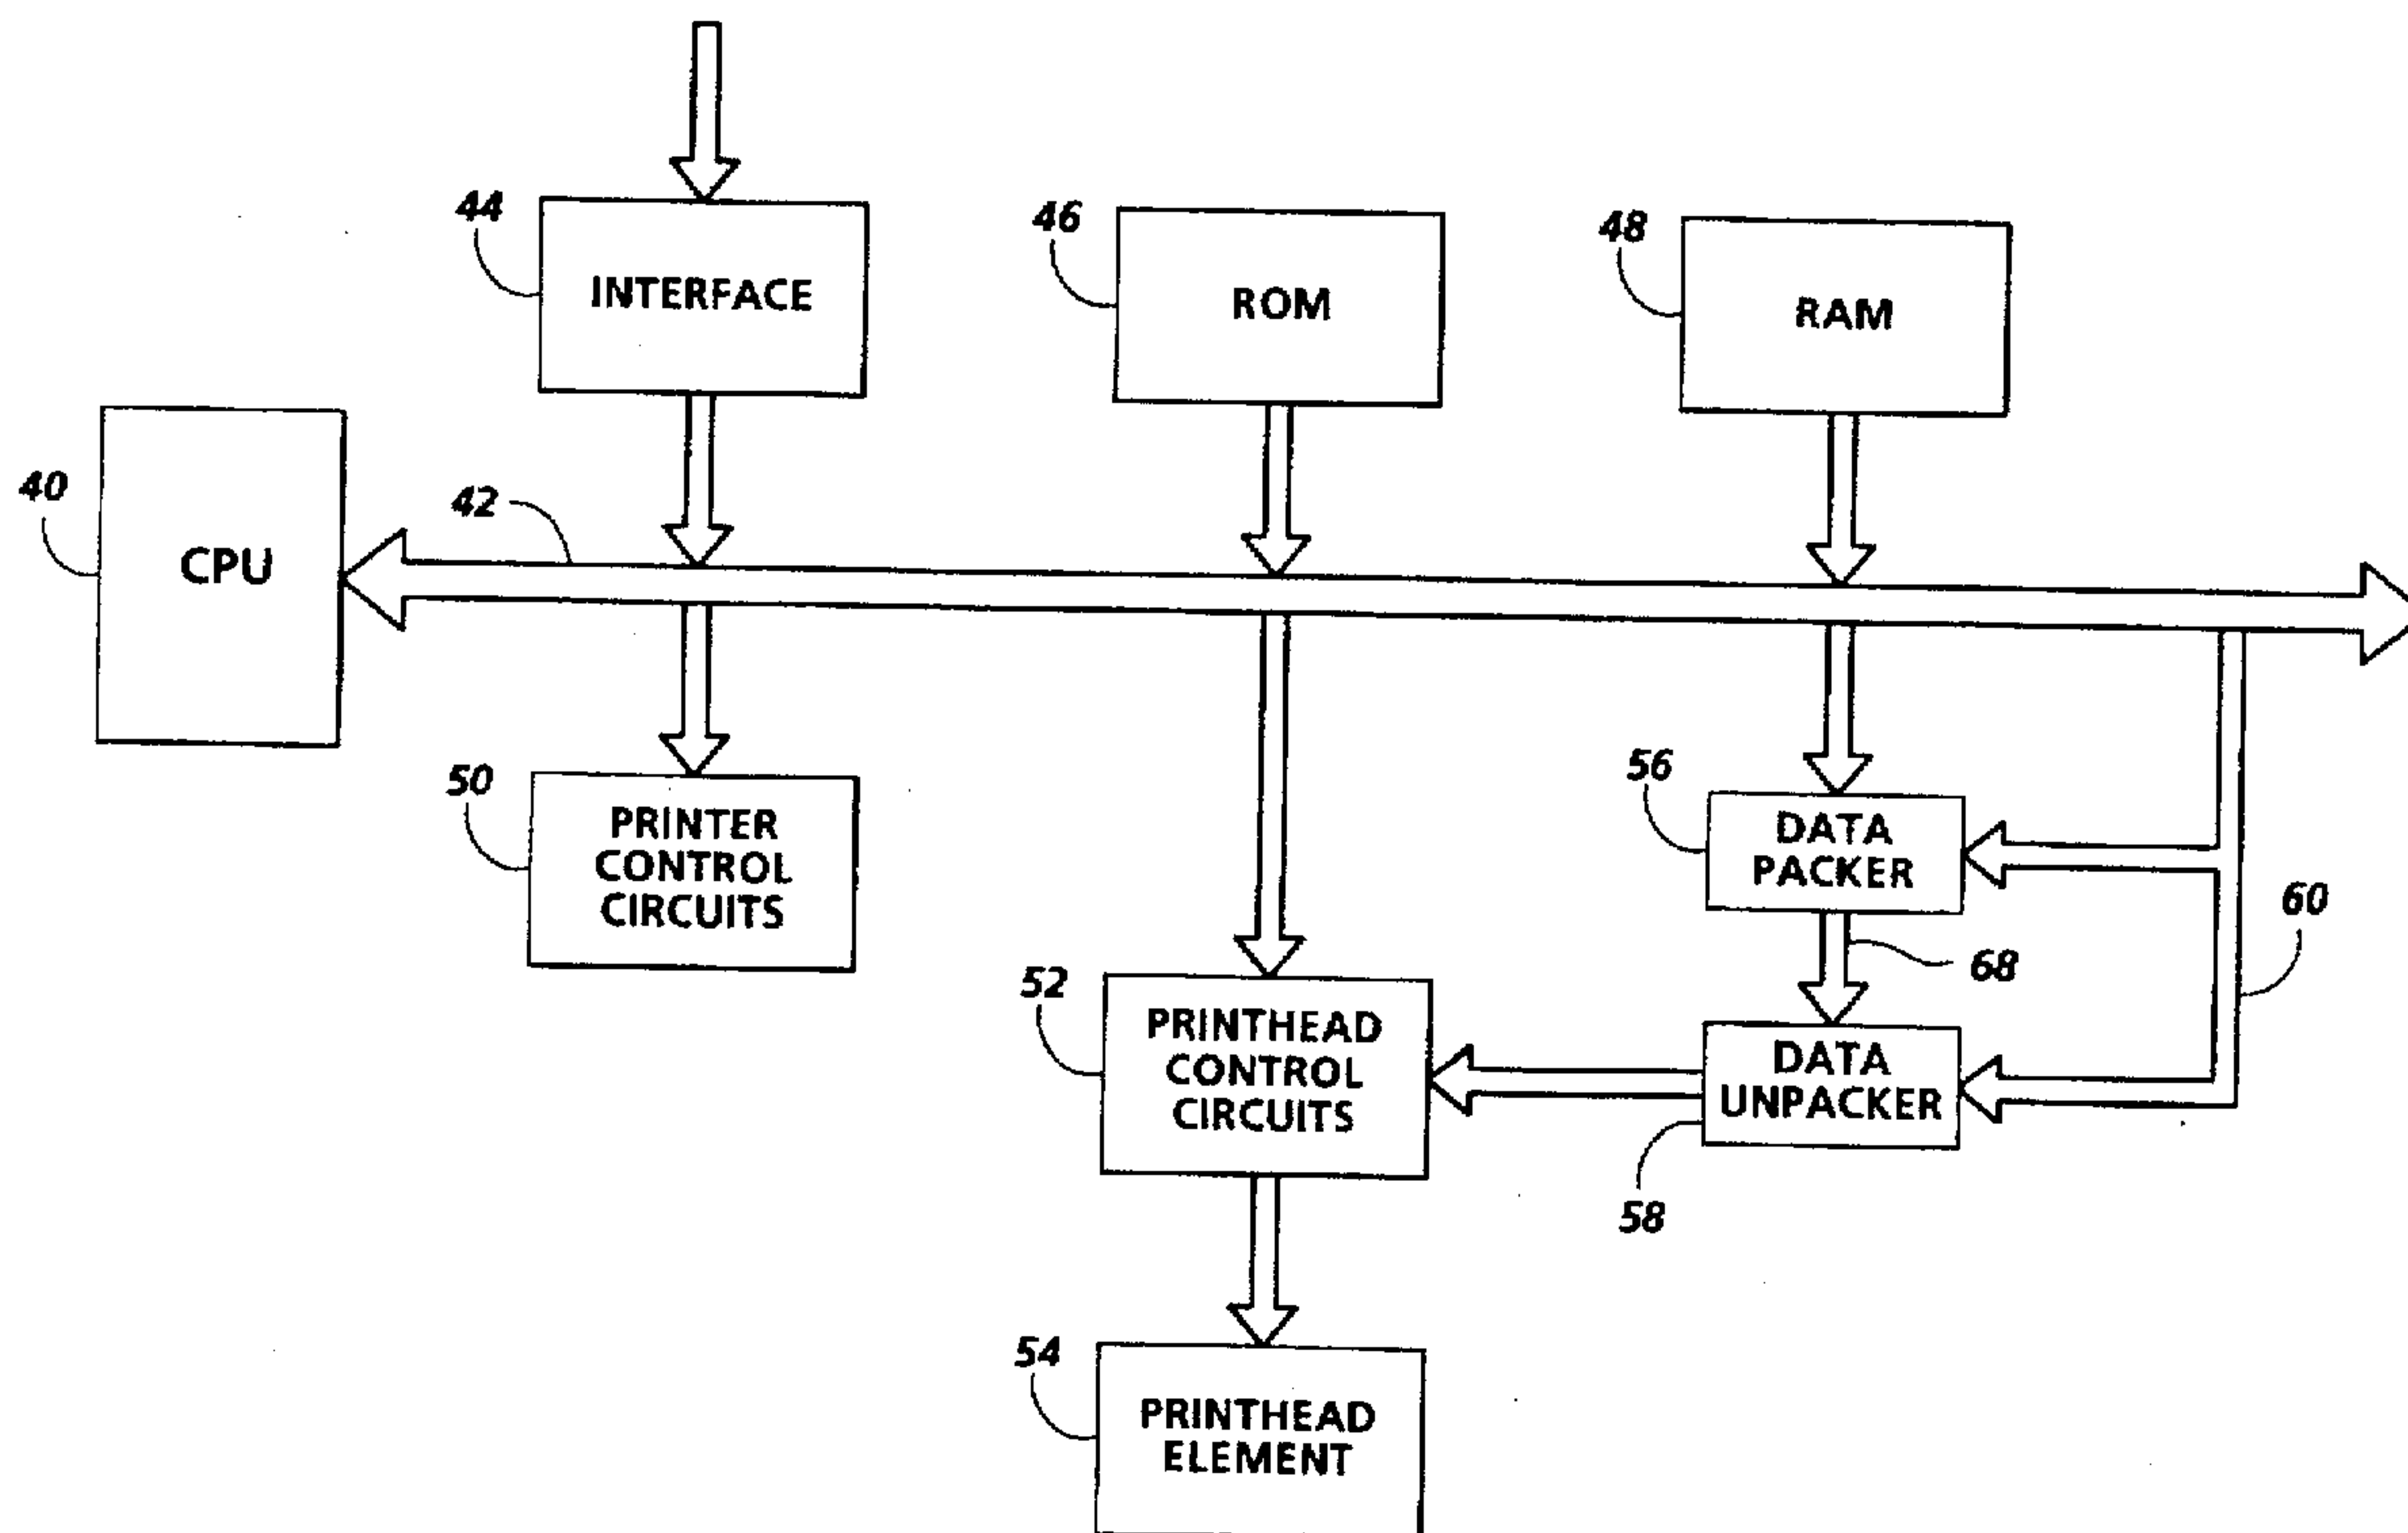 44
INTERFACE
46
ROM
48
RAM
40
CPU
42
50
PRINTER
CONTROL
CIRCUITS
56
DATA
PACKER
60
68
52
PRINTHEAD
CONTROL
CIRCUITS
DATA
UNPACKER
58
54
PRINTHEAD
ELEMENT